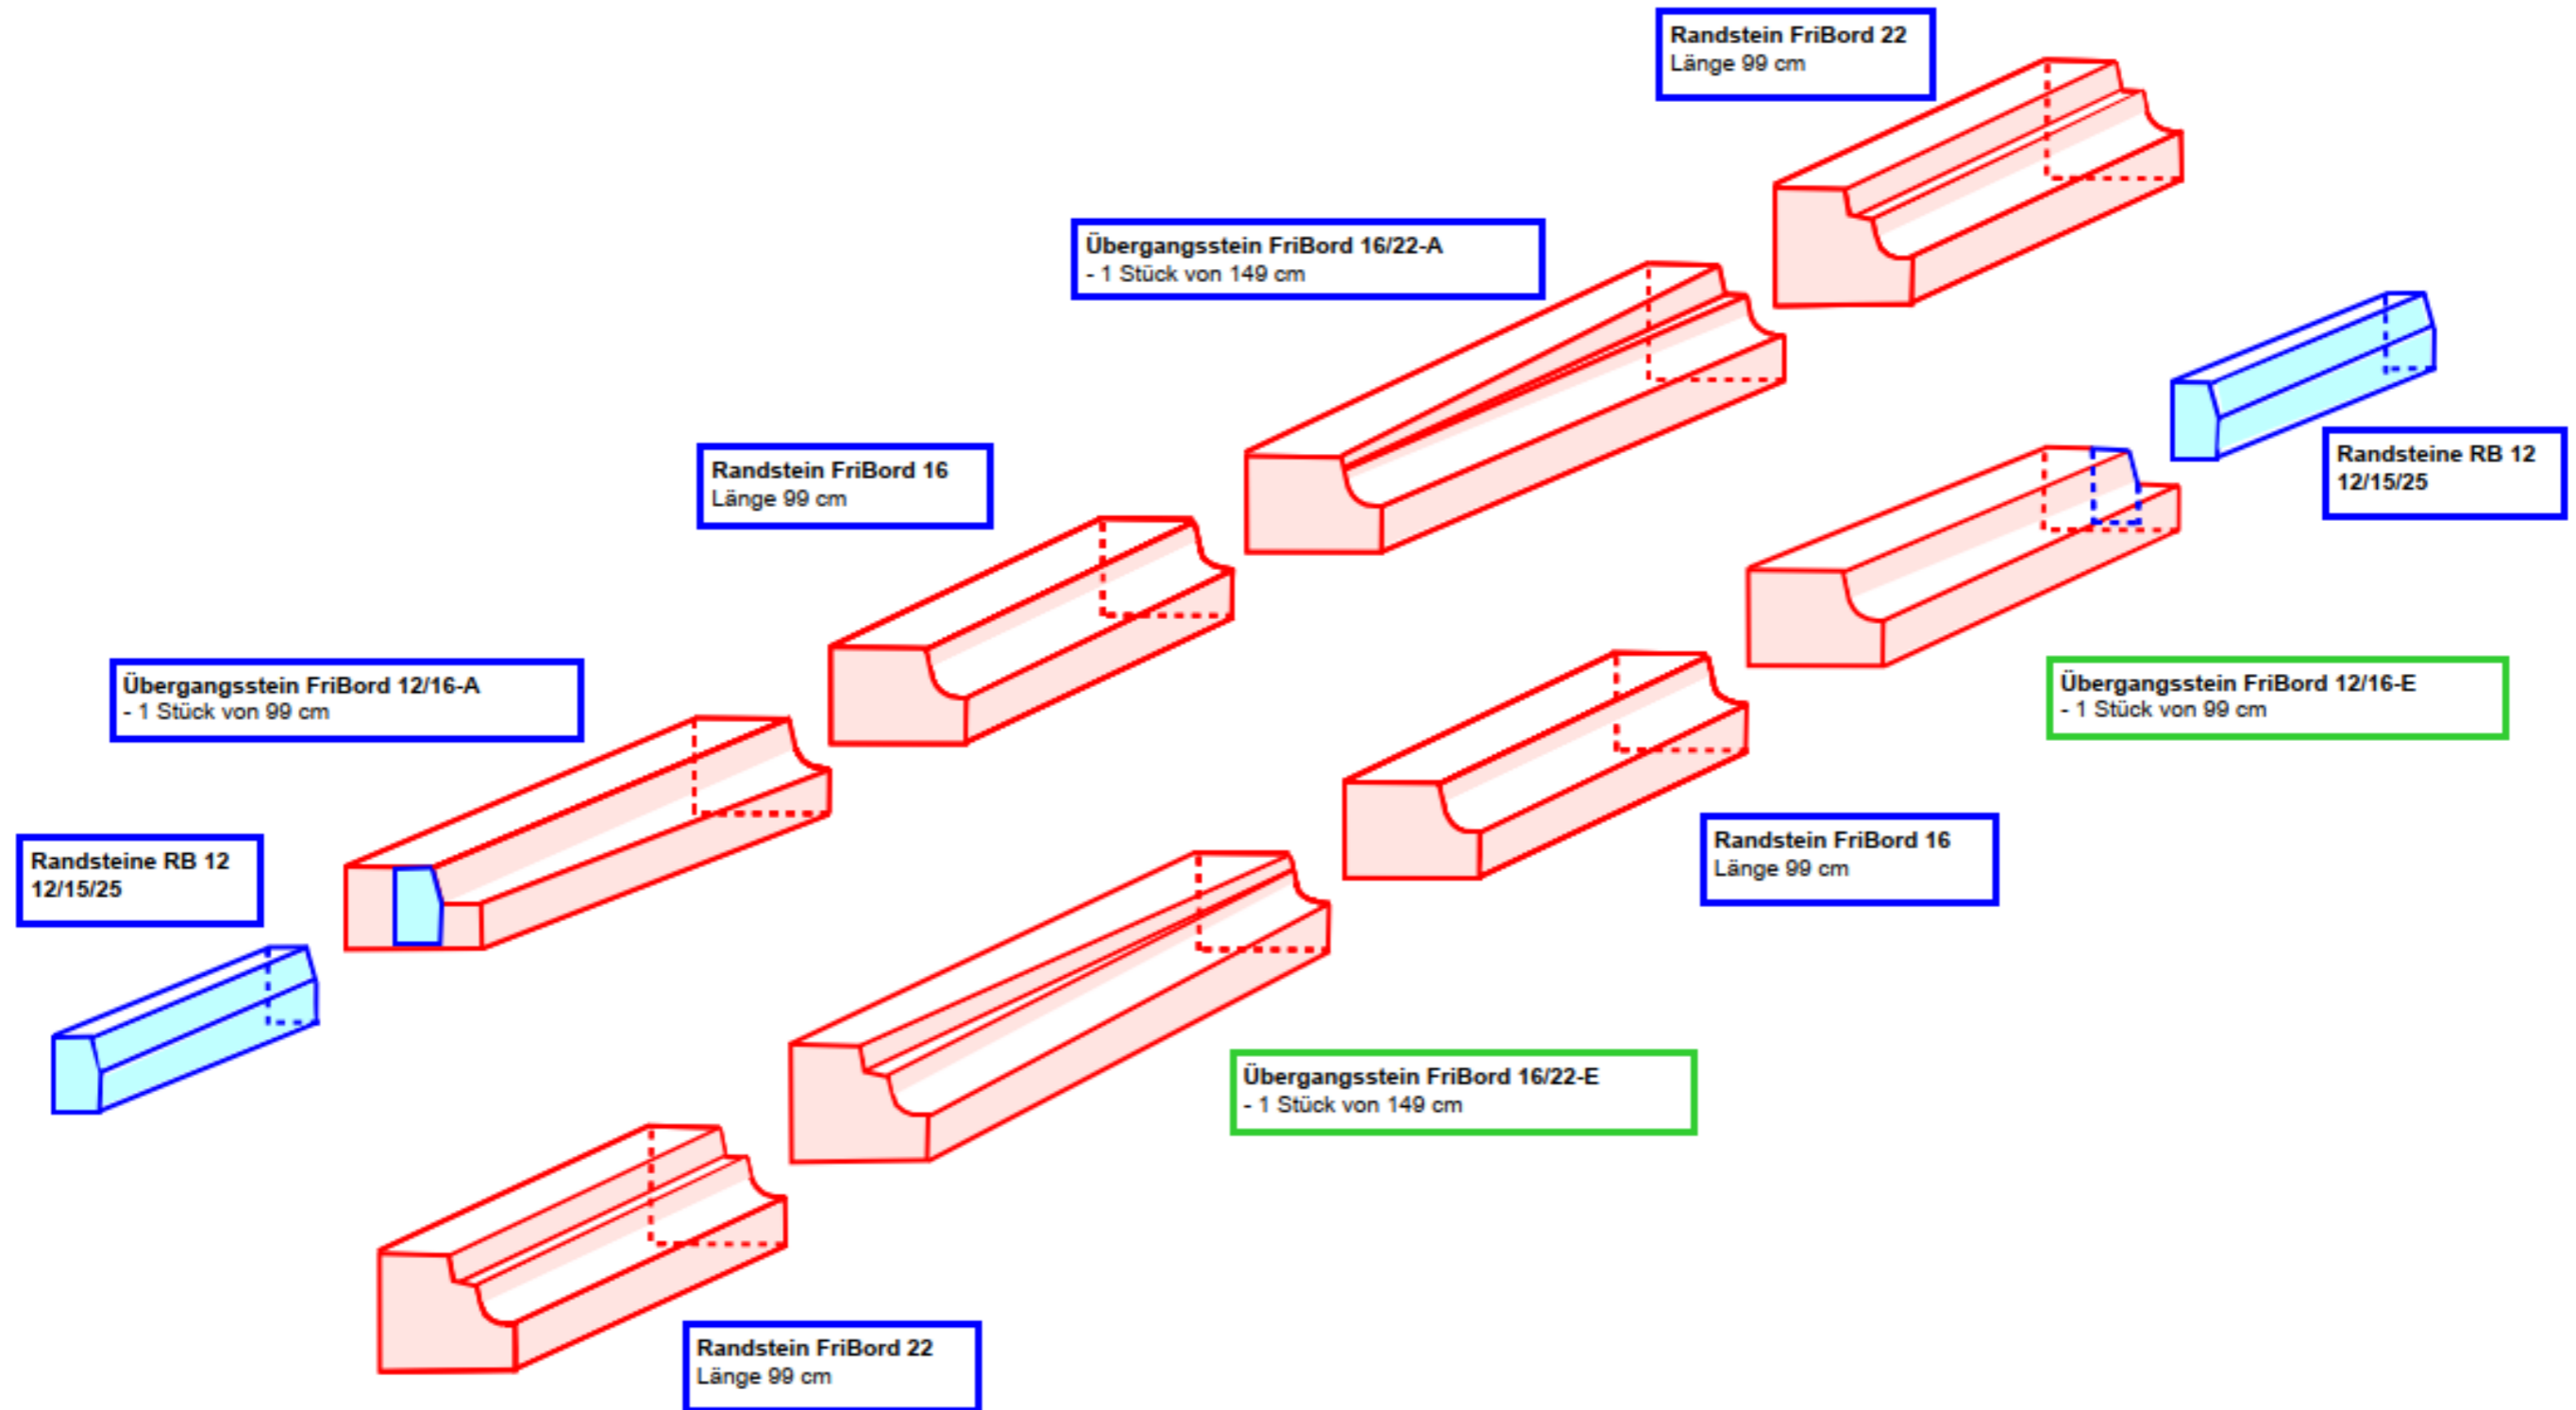 Randstein FriBord 22
Länge 99 cm
Übergangsstein FriBord 16/22-A
- 1 Stück von 149 cm
Randstein FriBord 16
Länge 99 cm
Randsteine RB 12
12/15/25
Übergangsstein FriBord 12/16-A
- 1 Stück von 99 cm
Übergangsstein FriBord 12/16-E
- 1 Stück von 99 cm
Randsteine RB 12
12/15/25
Randstein FriBord 16
Länge 99 cm
Übergangsstein FriBord 16/22-E
- 1 Stück von 149 cm
Randstein FriBord 22
Länge 99 cm